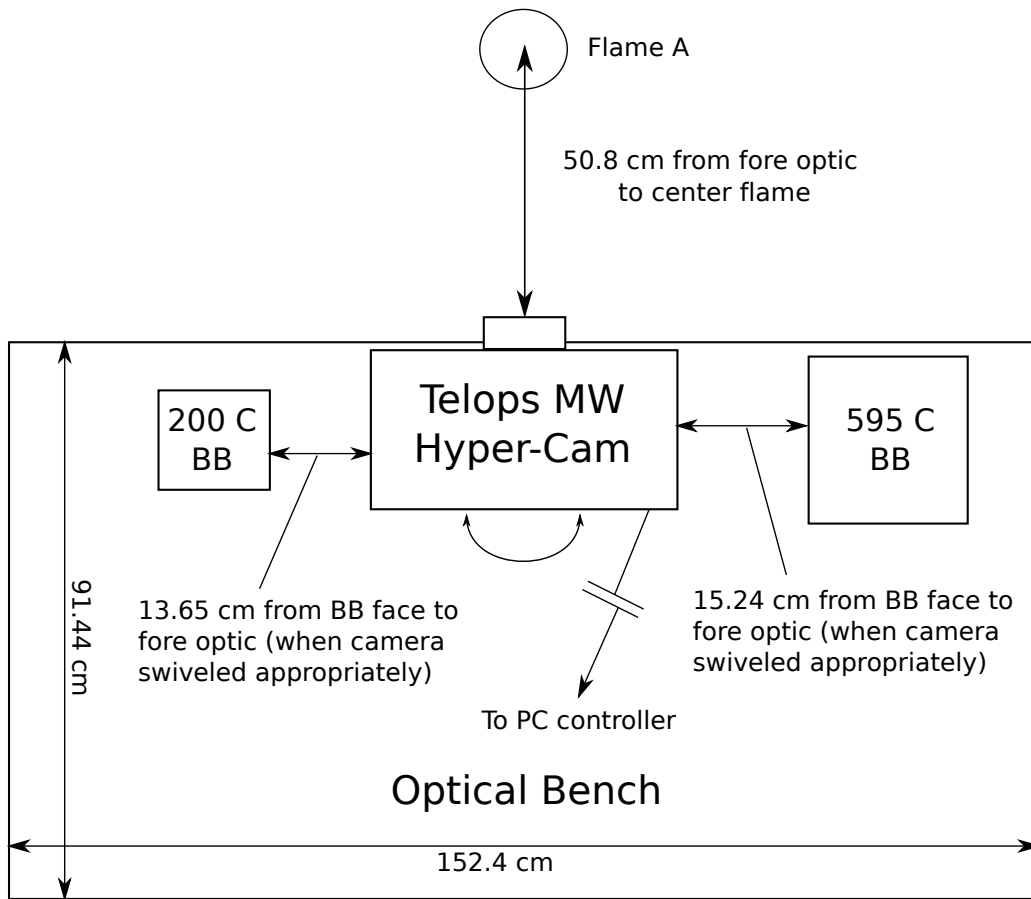 Flame A
50.8 cm from fore optic
to center flame
Telops MW
Hyper-Cam
200 C
BB
595 C
BB
13.65 cm from BB face to
fore optic (when camera
swiveled appropriately)
15.24 cm from BB face to
fore optic (when camera
swiveled appropriately)
91.44 cm
To PC controller
Optical Bench
152.4 cm